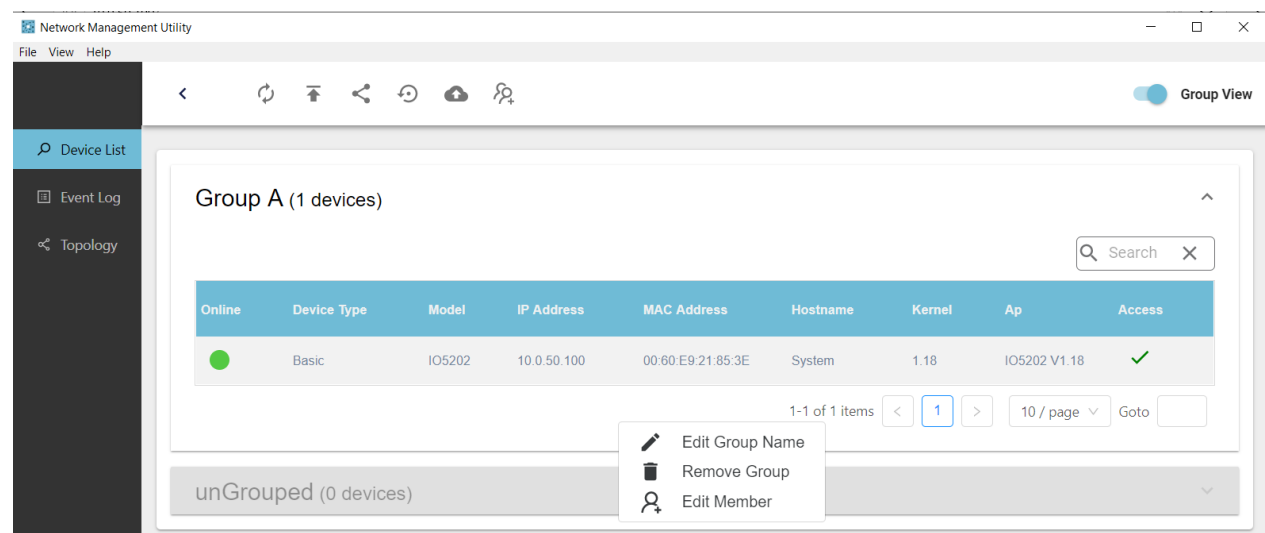 Network Management Utility
File View Help
Group View
Device List
Event Log
Topology
Group A (1 devices)
Search
Online Device Type Model IP Address MAC Address Hostname Kernel Ap Access
Basic IO5202 10.0.50.100 00:60:E9:21:85:3E System 1.18 IO5202 V1.18
1-1 of 1 items < 1 > 10 / page Goto
Edit Group Name
Remove Group
Edit Member
unGrouped (0 devices)